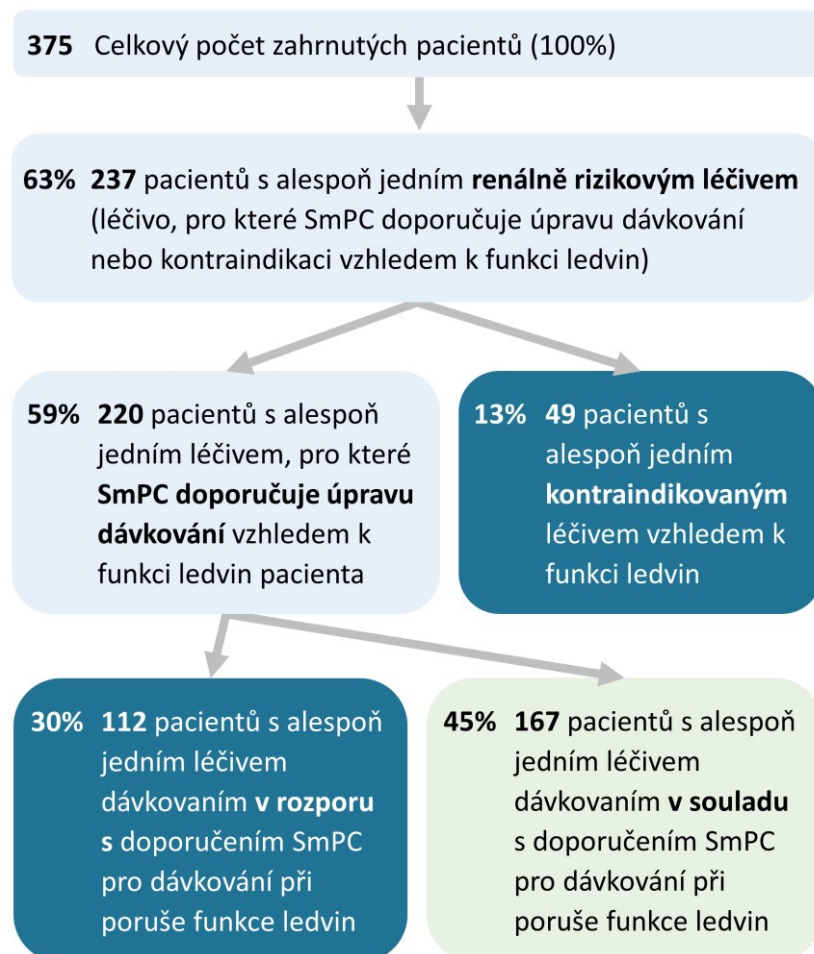 375 Celkový počet zahrnutých pacientů (100%)
63% 237 pacientů s alespoň jedním renálně rizikovým léčivem
(léčivo, pro které SmPC doporučuje úpravu dávkování
nebo kontraindikaci vzhledem k funkci ledvin)
59% 220 pacientů s alespoň
jedním léčivem, pro které
SmPC doporučuje úpravu
dávkování vzhledem k
funkci ledvin pacienta
13% 49 pacientů s
alespoň jedním
kontraindikovaným
léčivem vzhledem k
funkci ledvin
30% 112 pacientů s alespoň
jedním léčivem
dávkovaním v rozporu
s doporučením SmPC
pro dávkování při
poruše funkce ledvin
45% 167 pacientů s alespoň
jedním léčivem
dávkovaním v souladu
s doporučením SmPC
pro dávkování při
poruše funkce ledvin